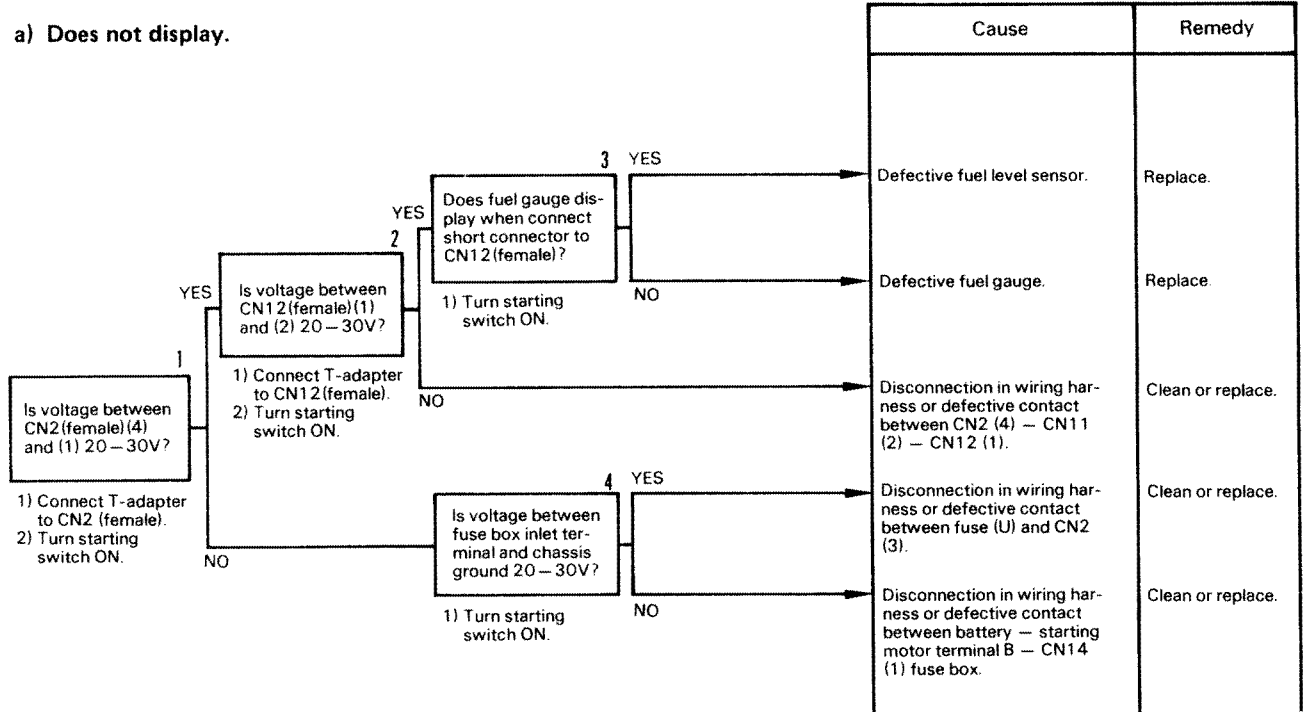 a) Does not display.
Cause
Remedy
1
Is voltage between
CN2(female)(4)
and (1) 20–30V?
1) Connect T-adapter
to CN2 (female).
2) Turn starting
switch ON.
YES
NO
2
Is voltage between
CN12(female)(1)
and (2) 20–30V?
1) Connect T-adapter
to CN12(female).
2) Turn starting
switch ON.
YES
NO
3
Does fuel gauge dis-
play when connect
short connector to
CN12(female)?
1) Turn starting
switch ON.
YES
NO
4
Is voltage between
fuse box inlet ter-
minal and chassis
ground 20–30V?
1) Turn starting
switch ON.
YES
NO
Defective fuel level sensor.
Replace.
Defective fuel gauge.
Replace.
Disconnection in wiring har-
ness or defective contact
between CN2 (4) – CN11
(2) – CN12 (1).
Clean or replace.
Disconnection in wiring har-
ness or defective contact
between fuse (U) and CN2
(3).
Clean or replace.
Disconnection in wiring har-
ness or defective contact
between battery – starting
motor terminal B – CN14
(1) fuse box.
Clean or replace.